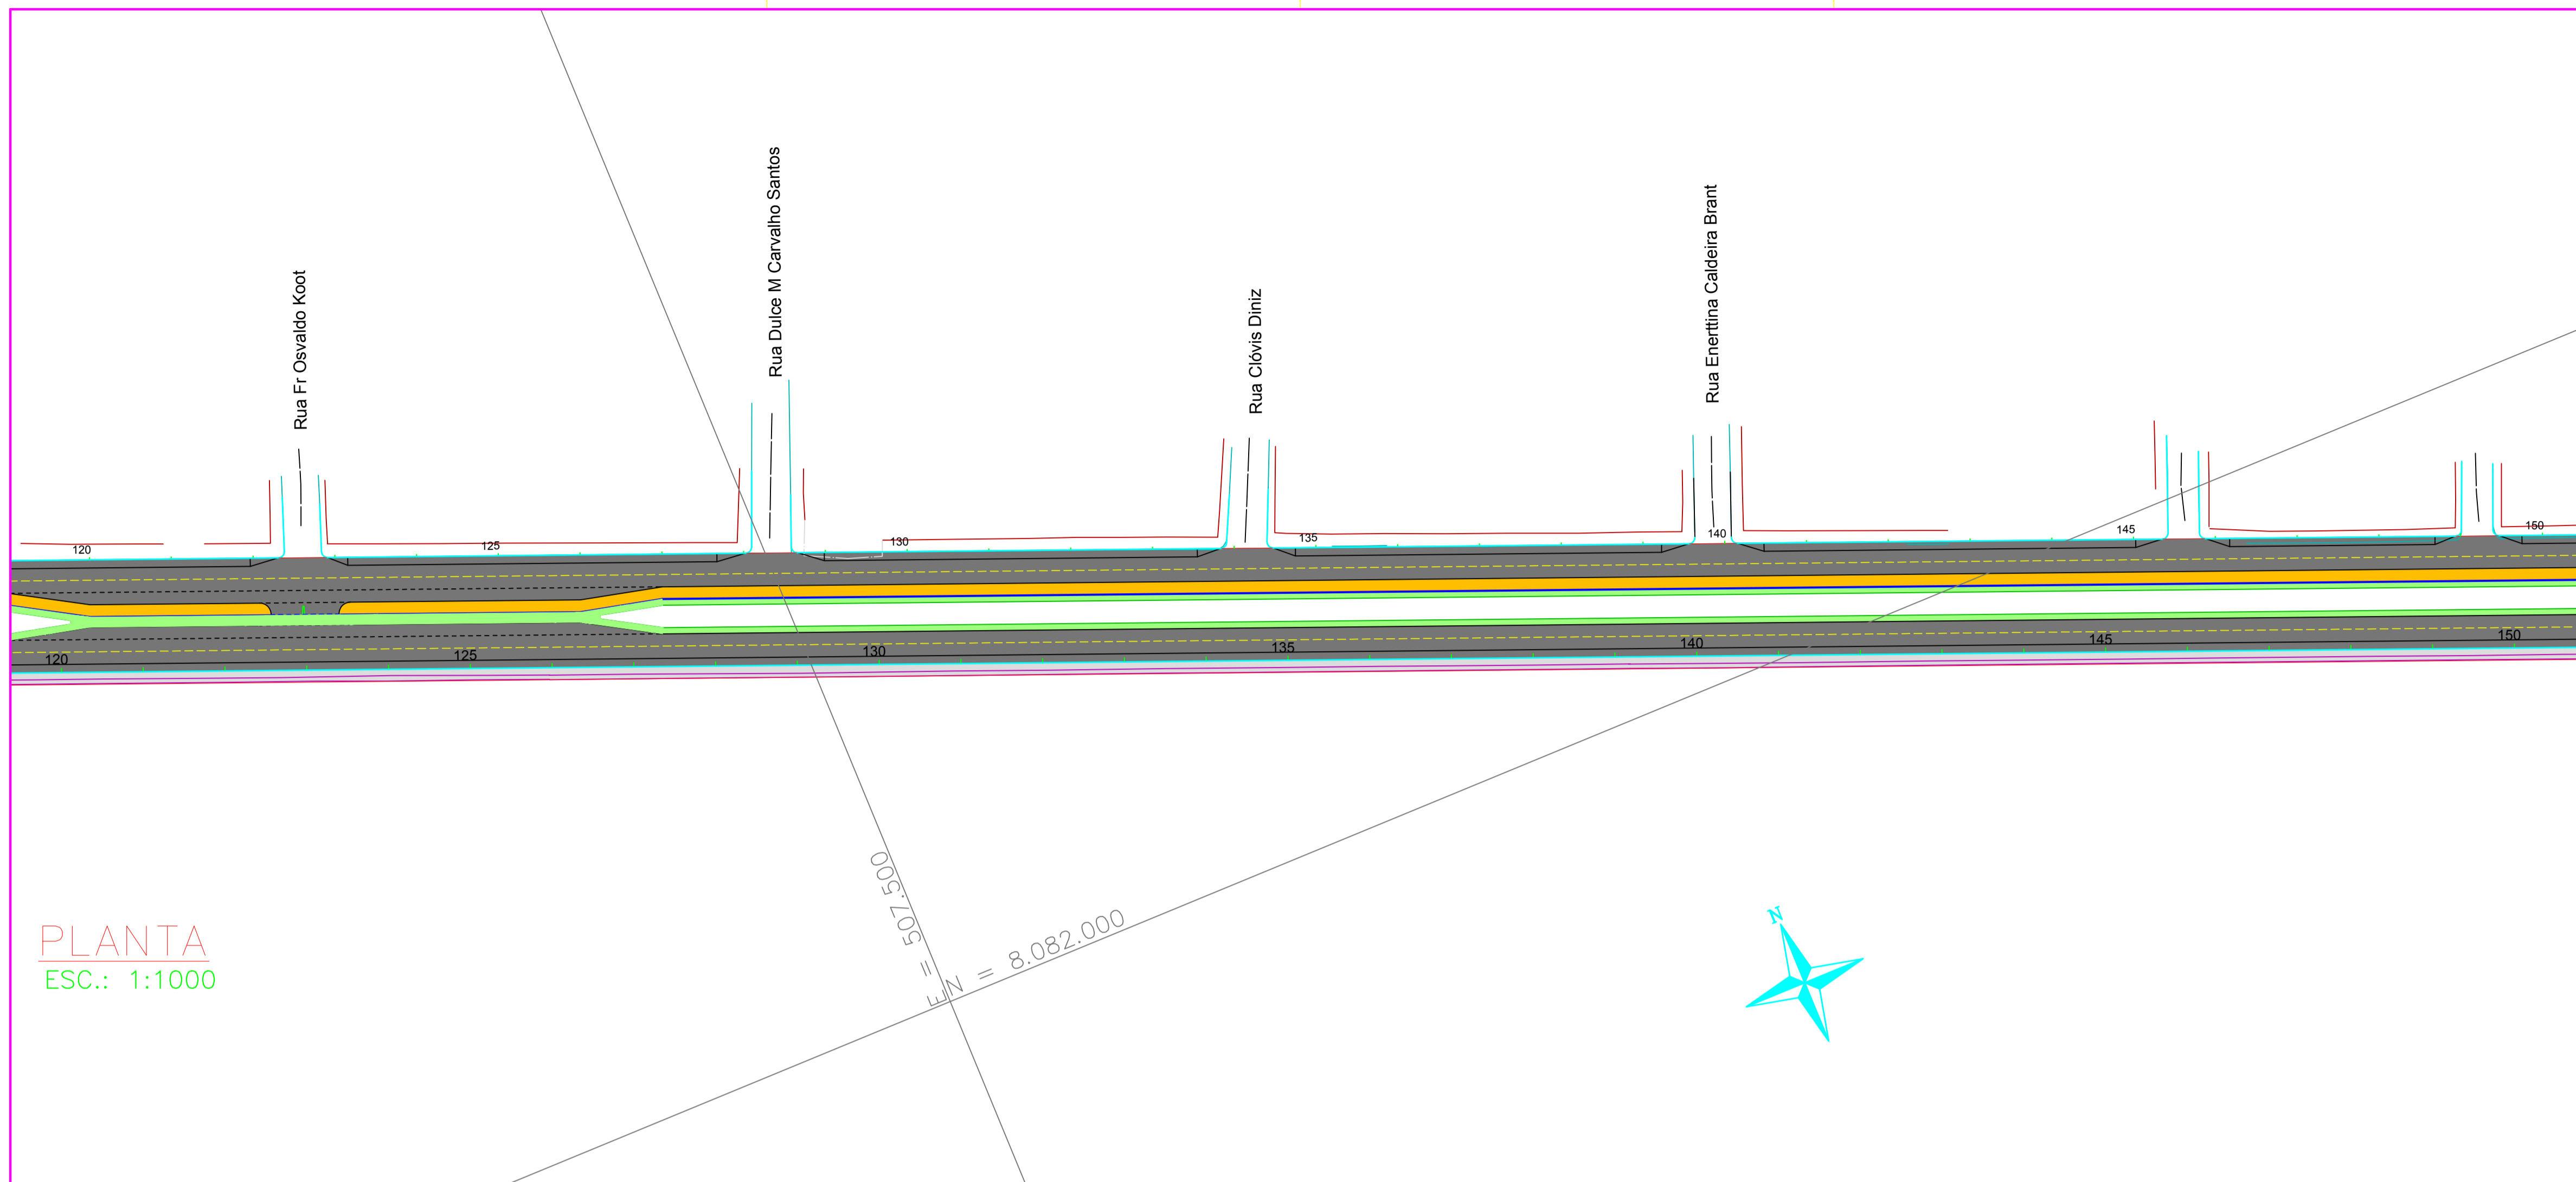 Rua Fr Osvaldo Koot
Rua Dulce M Carvalho Santos
Rua Clóvis Diniz
Rua Enerttina Caldeira Brant
120
125
130
135
140
145
150
120
125
130
135
140
145
150
E = 507.500
N = 8.082.000
N
PLANTA
ESC.: 1:1000